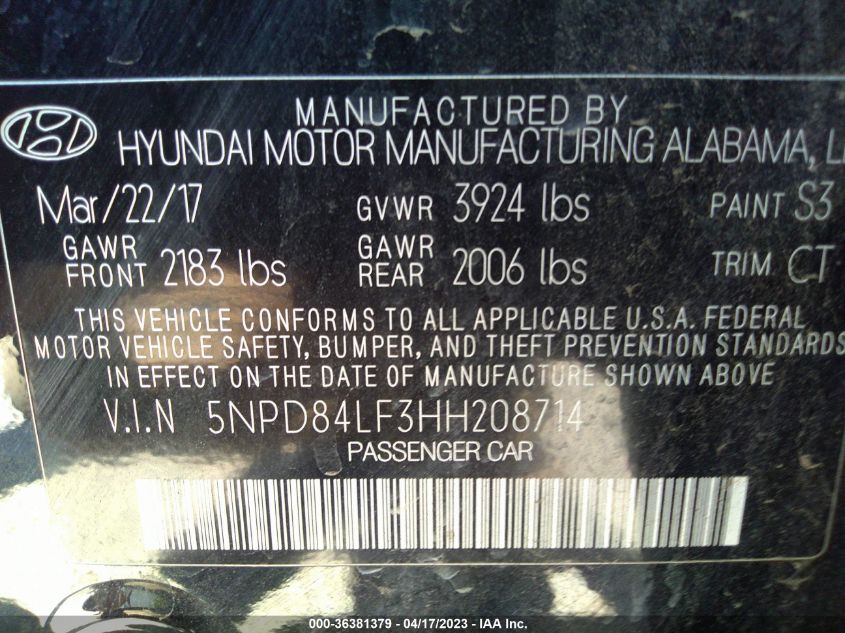 MANUFACTURED BY
HYUNDAI MOTOR MANUFACTURING ALABAMA,
Mar/22/17 GVWR 3924 lbs PAINT S3
GAWR FRONT 2183 lbs GAWR REAR 2006 lbs TRIM CT
THIS VEHICLE CONFORMS TO ALL APPLICABLE U.S.A. FEDERAL
MOTOR VEHICLE SAFETY, BUMPER, AND THEFT PREVENTION STANDARDS
IN EFFECT ON THE DATE OF MANUFACTURE SHOWN ABOVE
V.I.N 5NPD84LF3HH208714
PASSENGER CAR
000-36381379 - 04/17/2023 - IAA Inc.